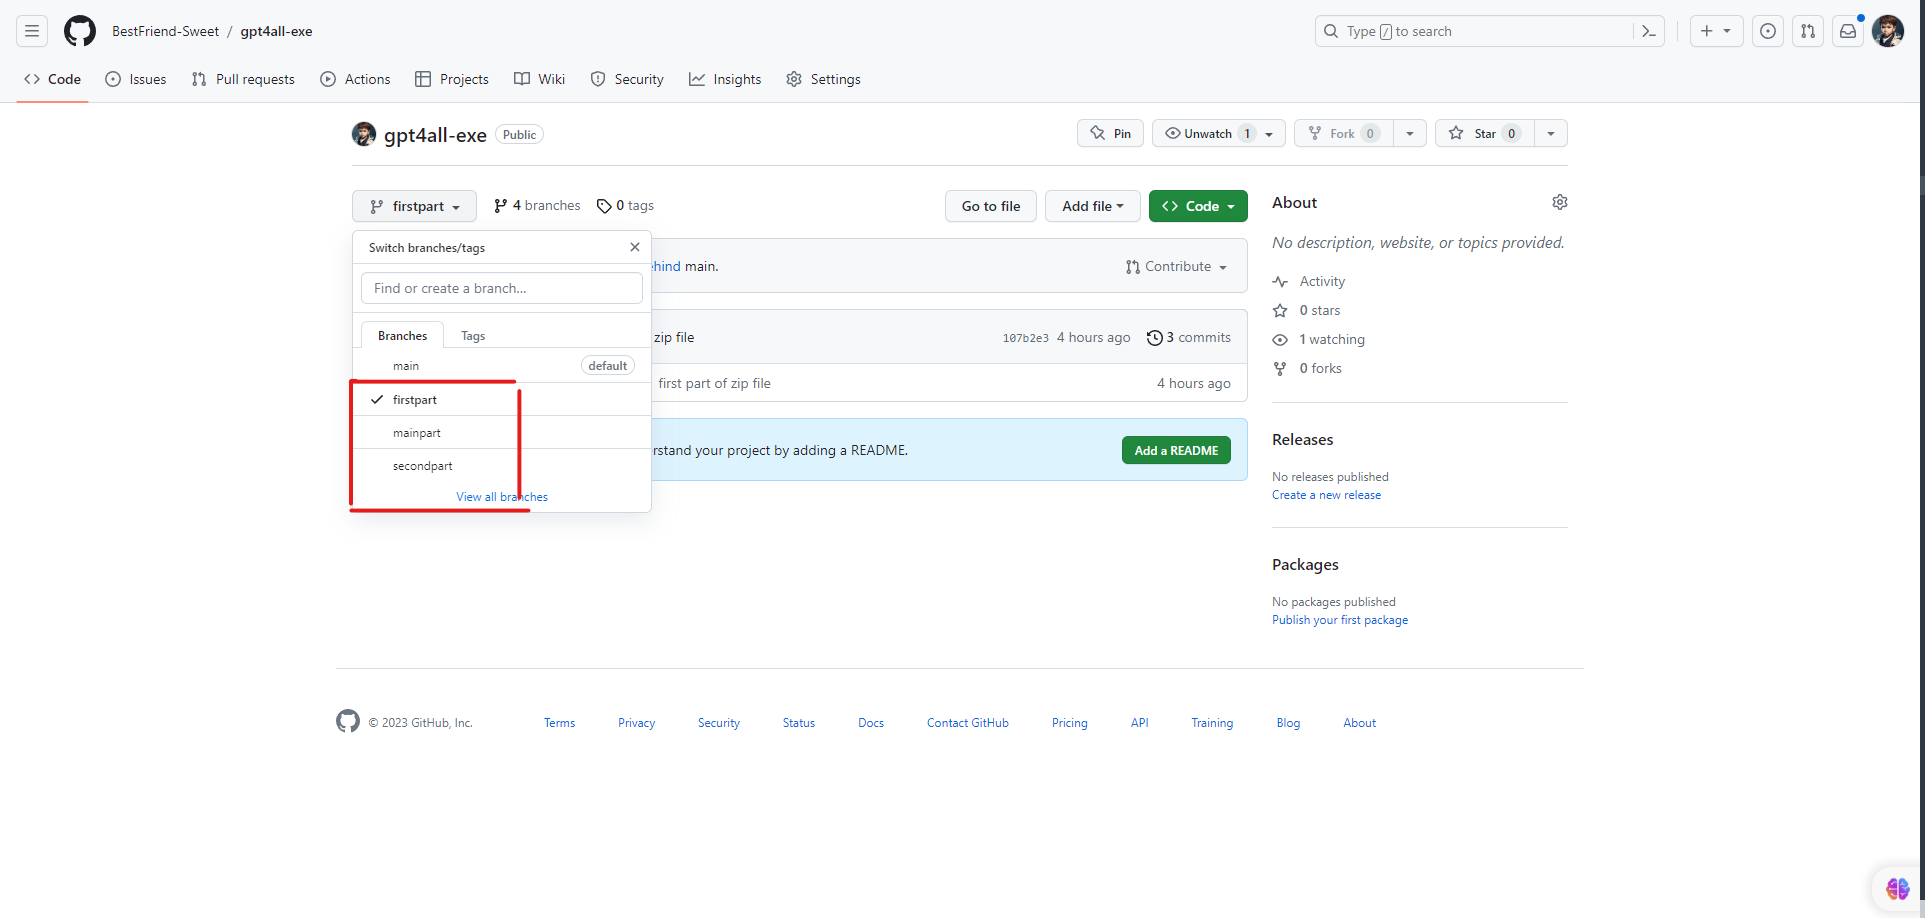 BestFriend-Sweet / gpt4all-exe
Type / to search
Code Issues Pull requests Actions Projects Wiki Security Insights Settings
gpt4all-exe Public
Pin Unwatch 1 Fork 0 Star 0
firstpart 4 branches 0 tags Go to file Add file Code
Switch branches/tags
Find or create a branch...
Branches Tags
main default
firstpart
mainpart
secondpart
View all branches
ehind main. Contribute
zip file 107b2e3 4 hours ago 3 commits
first part of zip file 4 hours ago
rstand your project by adding a README. Add a README
About
No description, website, or topics provided.
Activity
0 stars
1 watching
0 forks
Releases
No releases published
Create a new release
Packages
No packages published
Publish your first package
© 2023 GitHub, Inc. Terms Privacy Security Status Docs Contact GitHub Pricing API Training Blog About